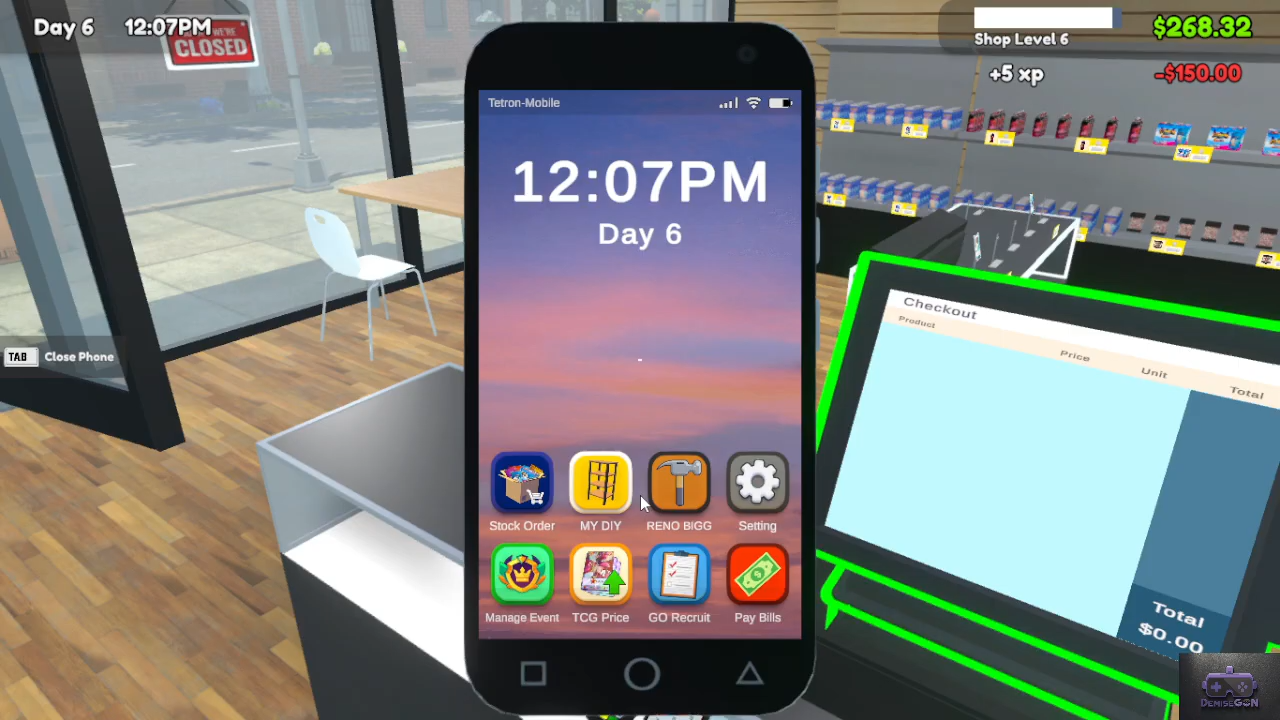 Day 6 12:07PM
WE'RE
CLOSED
Shop Level 6
$268.32
+5 xp
-$150.00
Tetron-Mobile
12:07PM
Day 6
TAB Close Phone
Stock Order
MY DIY
RENO BIGG
Setting
Manage Event
TCG Price
GO Recruit
Pay Bills
Checkout
Product Price Unit Total
Total
$0.00
DEMISEGON